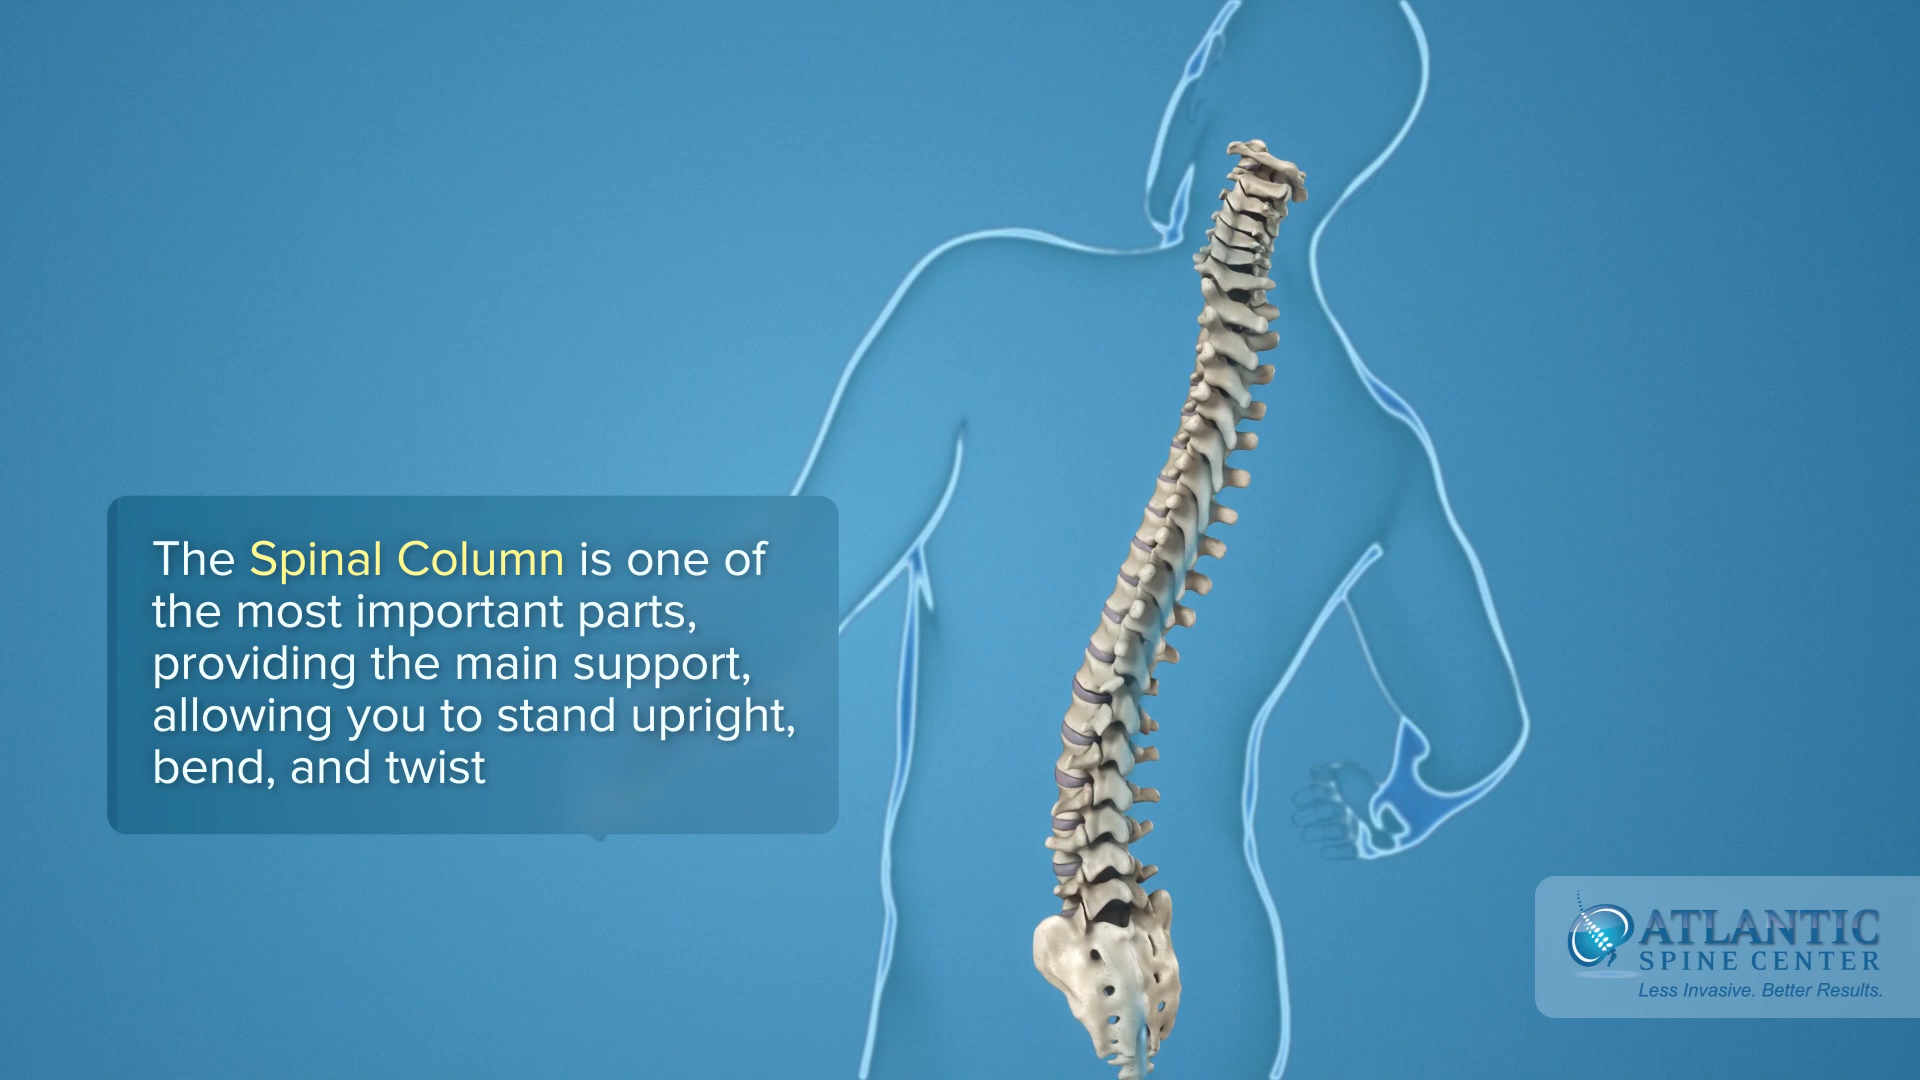 The Spinal Column is one of
the most important parts,
providing the main support,
allowing you to stand upright,
bend, and twist
ATLANTIC
SPINE CENTER
Less Invasive. Better Results.